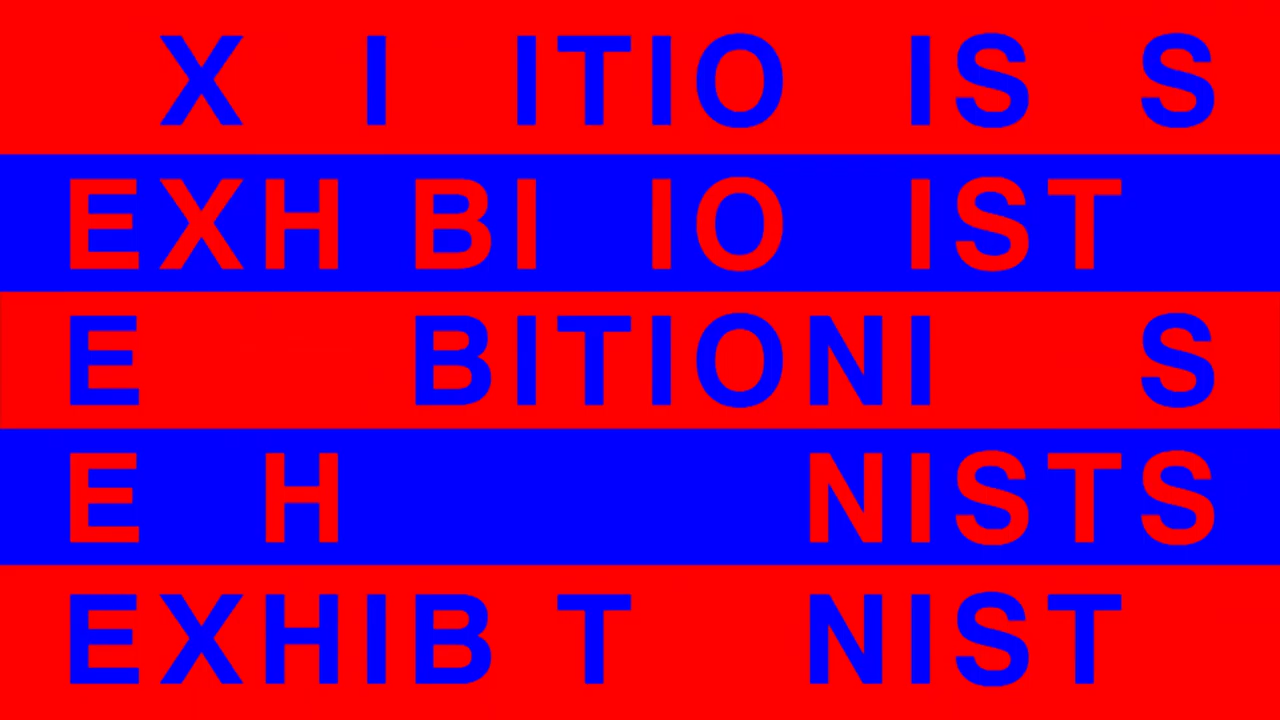 X I ITIO IS S
EXH BI IO IST
E BITIONI S
E H NISTS
EXHIB T NIST